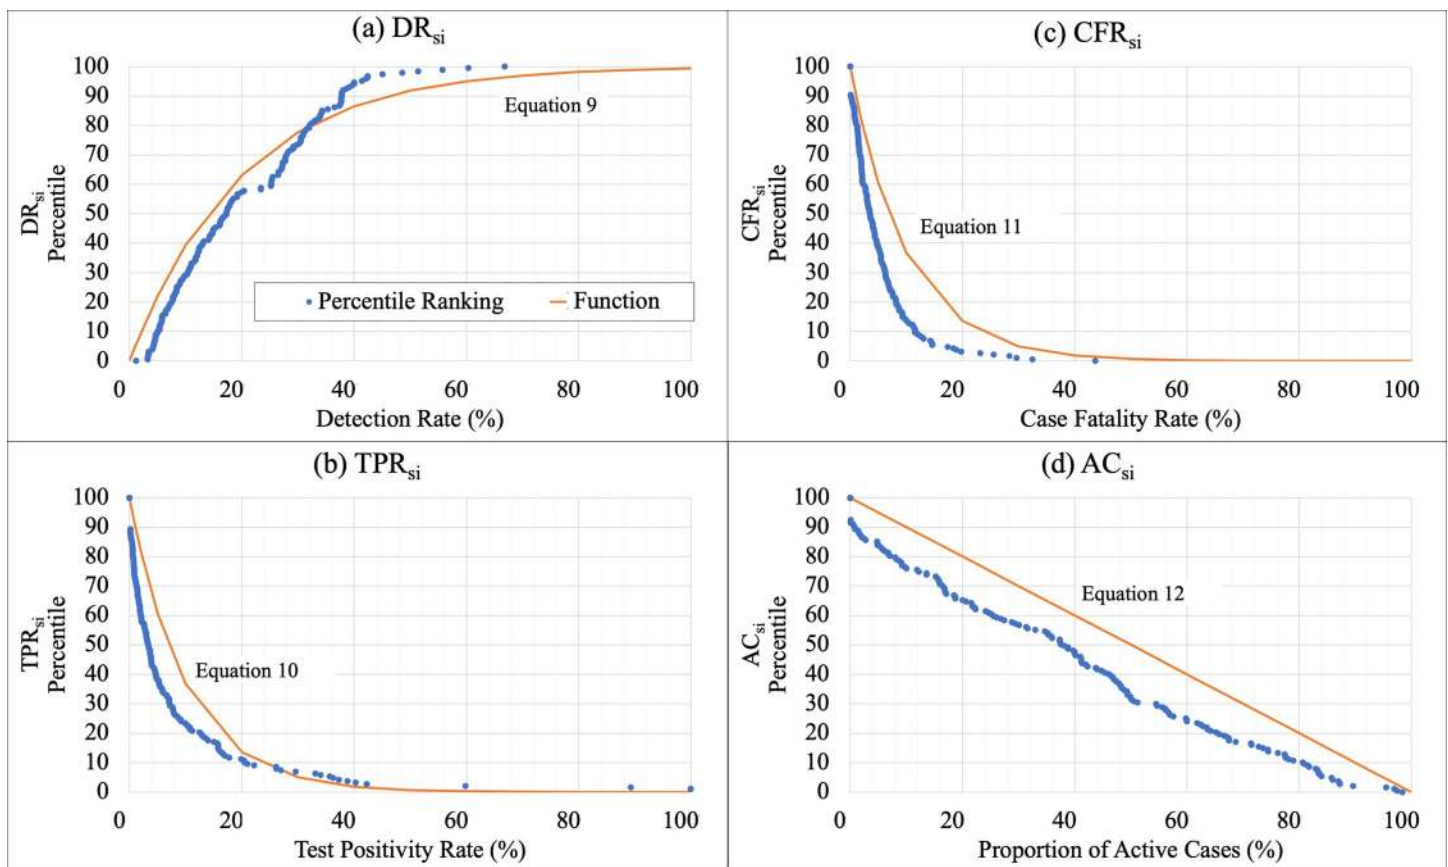 (a) DRsi
100
90
80
70
60
50
40
30
20
10
0
0 20 40 60 80 100
DRsi
Percentile
Detection Rate (%)
Equation 9
Percentile Ranking Function
(c) CFRsi
100
90
80
70
60
50
40
30
20
10
0
0 20 40 60 80 100
CFRsi
Percentile
Case Fatality Rate (%)
Equation 11
(b) TPRsi
100
90
80
70
60
50
40
30
20
10
0
0 20 40 60 80 100
TPRsi
Percentile
Test Positivity Rate (%)
Equation 10
(d) ACsi
100
90
80
70
60
50
40
30
20
10
0
0 20 40 60 80 100
ACsi
Percentile
Proportion of Active Cases (%)
Equation 12